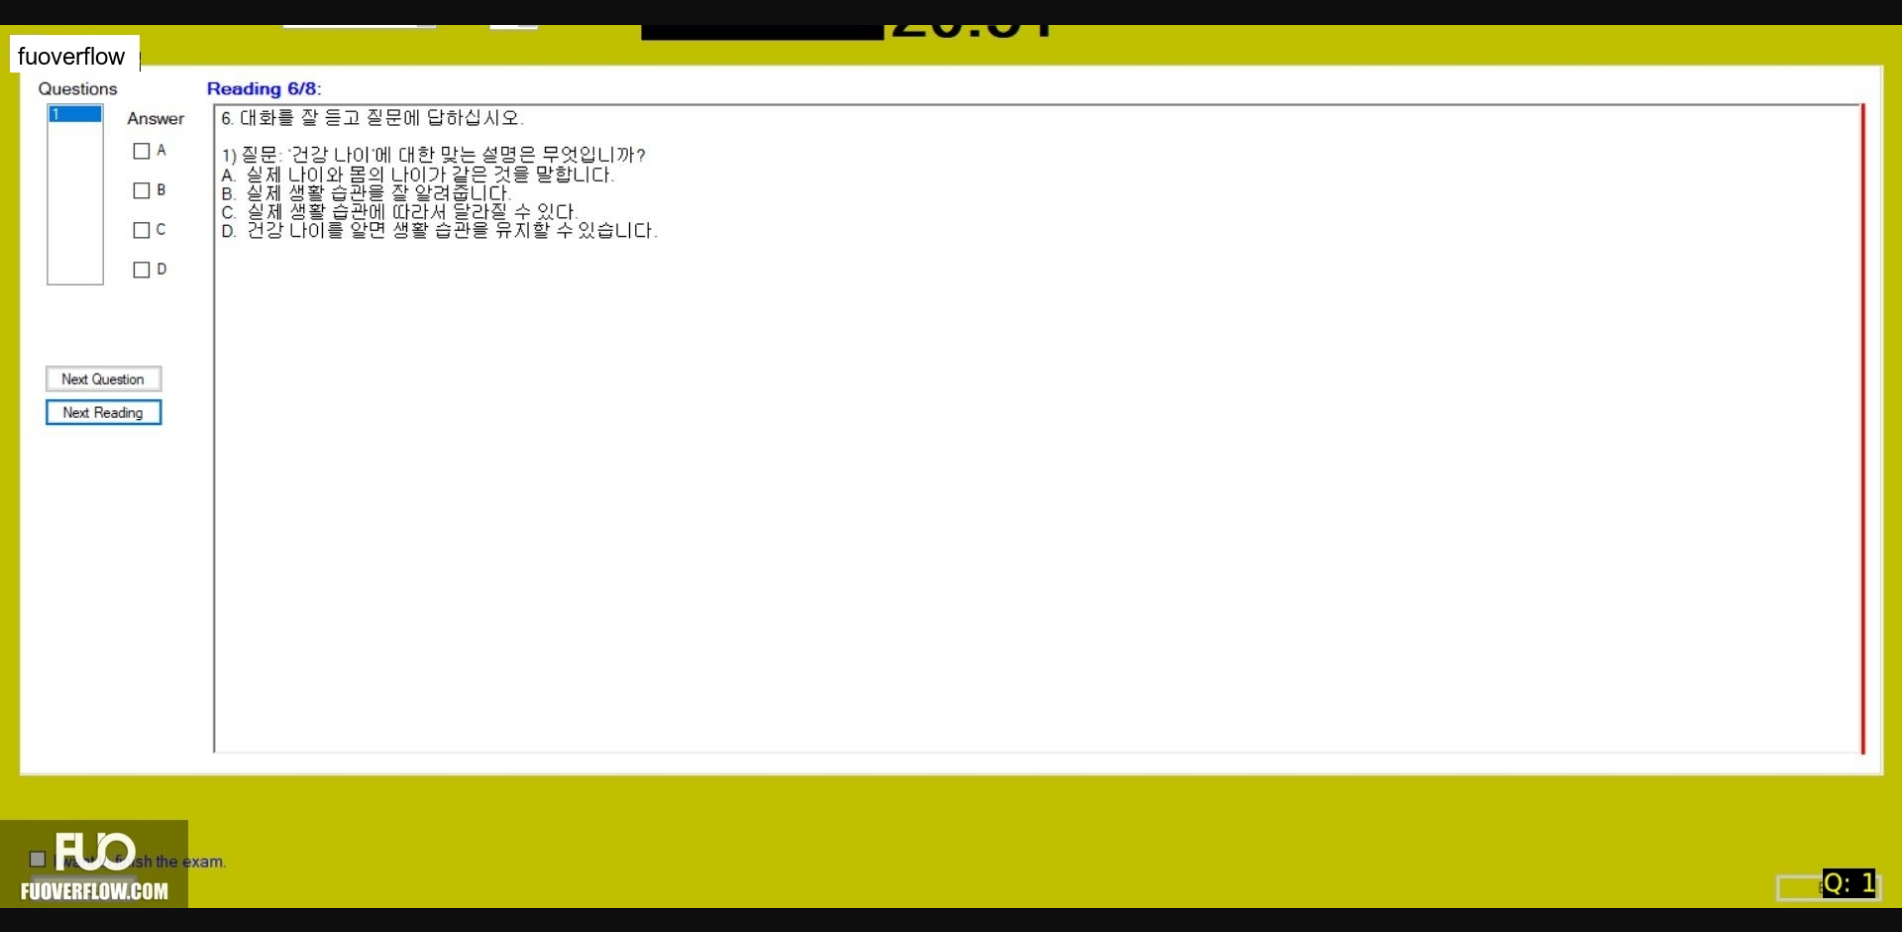 fuoverflow
Questions
Reading 6/8:
1
Answer
A
B
C
D
6. 대화를 잘 듣고 질문에 답하십시오.
1) 질문: '건강 나이'에 대한 맞는 설명은 무엇입니까?
A. 실제 나이와 몸의 나이가 같은 것을 말합니다.
B. 실제 생활 습관을 잘 알려줍니다.
C. 실제 생활 습관에 따라서 달라질 수 있다.
D. 건강 나이를 알면 생활 습관을 유지할 수 있습니다.
Next Question
Next Reading
FUO
the exam.
FUOVERFLOW.COM
Q: 1